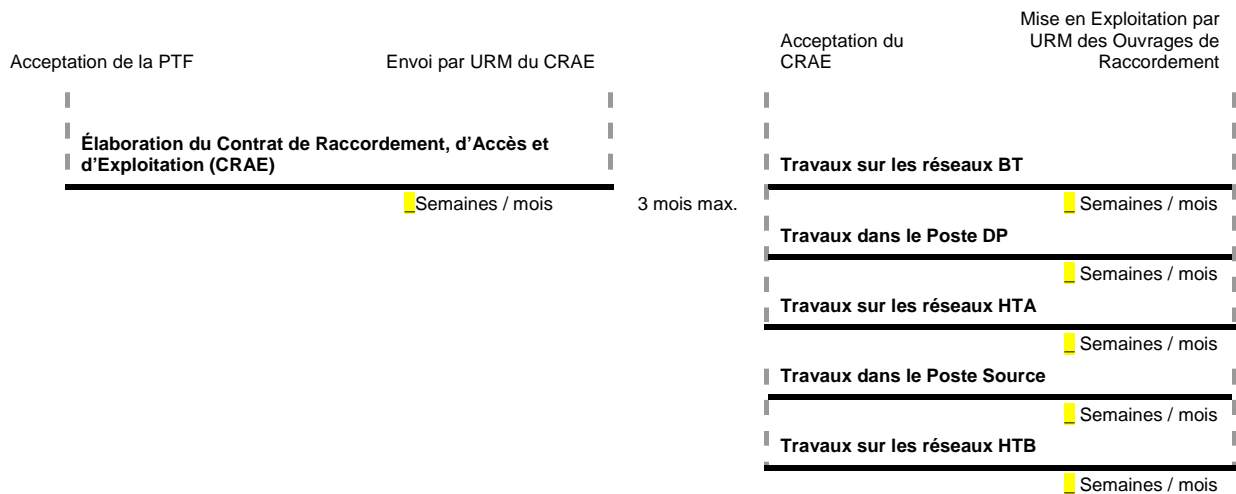 Acceptation de la PTF
Envoi par URM du CRAE
Acceptation du
CRAE
Mise en Exploitation par
URM des Ouvrages de
Raccordement
Élaboration du Contrat de Raccordement, d’Accès et
d’Exploitation (CRAE)
_Semaines / mois
3 mois max.
Travaux sur les réseaux BT
_ Semaines / mois
Travaux dans le Poste DP
_ Semaines / mois
Travaux sur les réseaux HTA
_ Semaines / mois
Travaux dans le Poste Source
_ Semaines / mois
Travaux sur les réseaux HTB
_ Semaines / mois